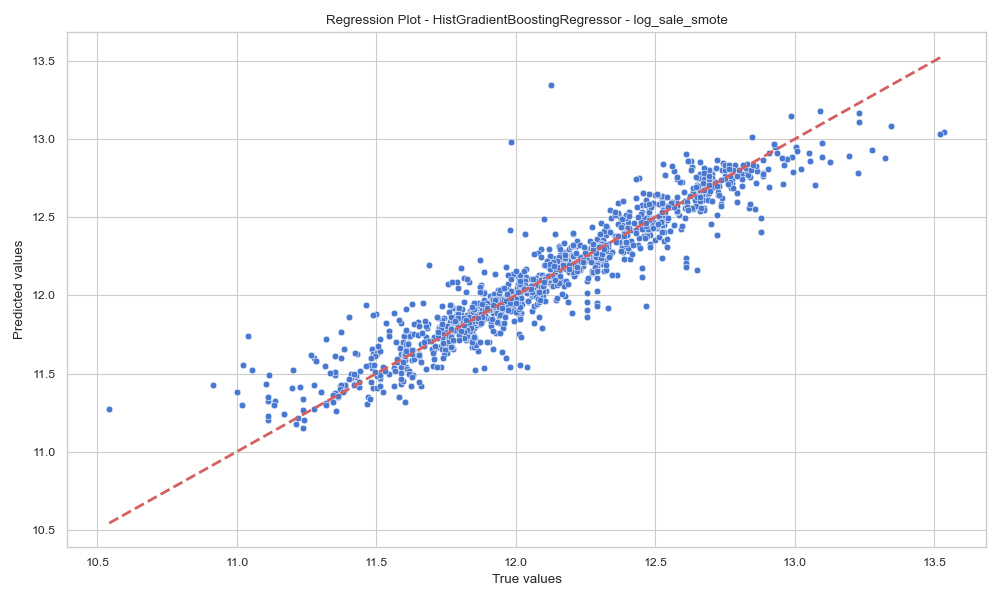 Regression Plot - HistGradientBoostingRegressor - log_sale_smote
13.5
13.0
12.5
12.0
11.5
11.0
10.5
Predicted values
10.5 11.0 11.5 12.0 12.5 13.0 13.5
True values